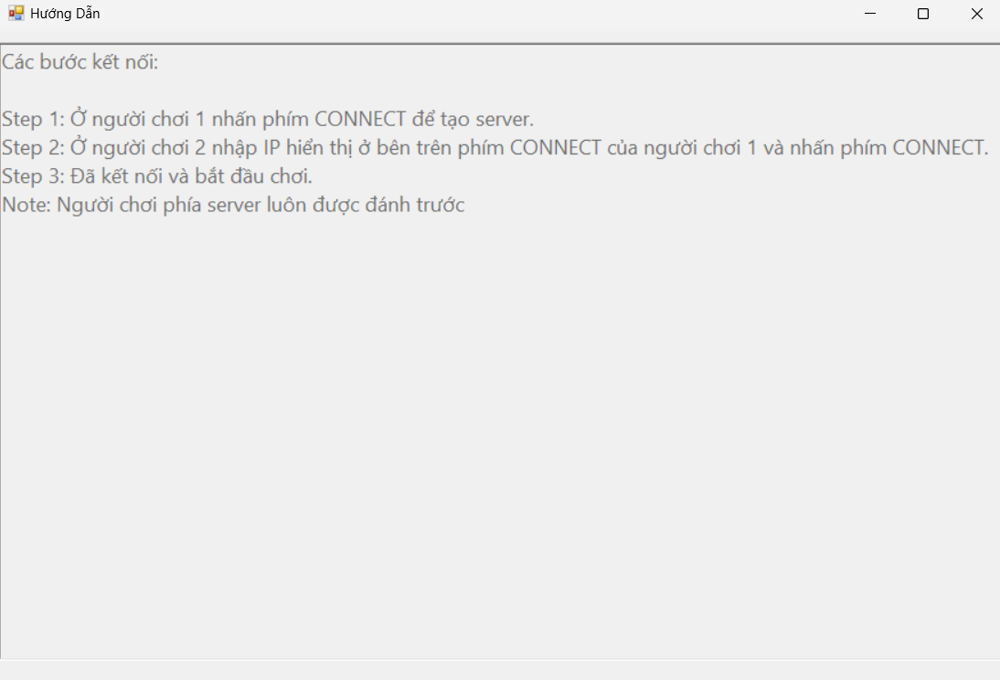 Hướng Dẫn
Các bước kết nối:
Step 1: Ở người chơi 1 nhấn phím CONNECT để tạo server.
Step 2: Ở người chơi 2 nhập IP hiển thị ở bên trên phím CONNECT của người chơi 1 và nhấn phím CONNECT.
Step 3: Đã kết nối và bắt đầu chơi.
Note: Người chơi phía server luôn được đánh trước